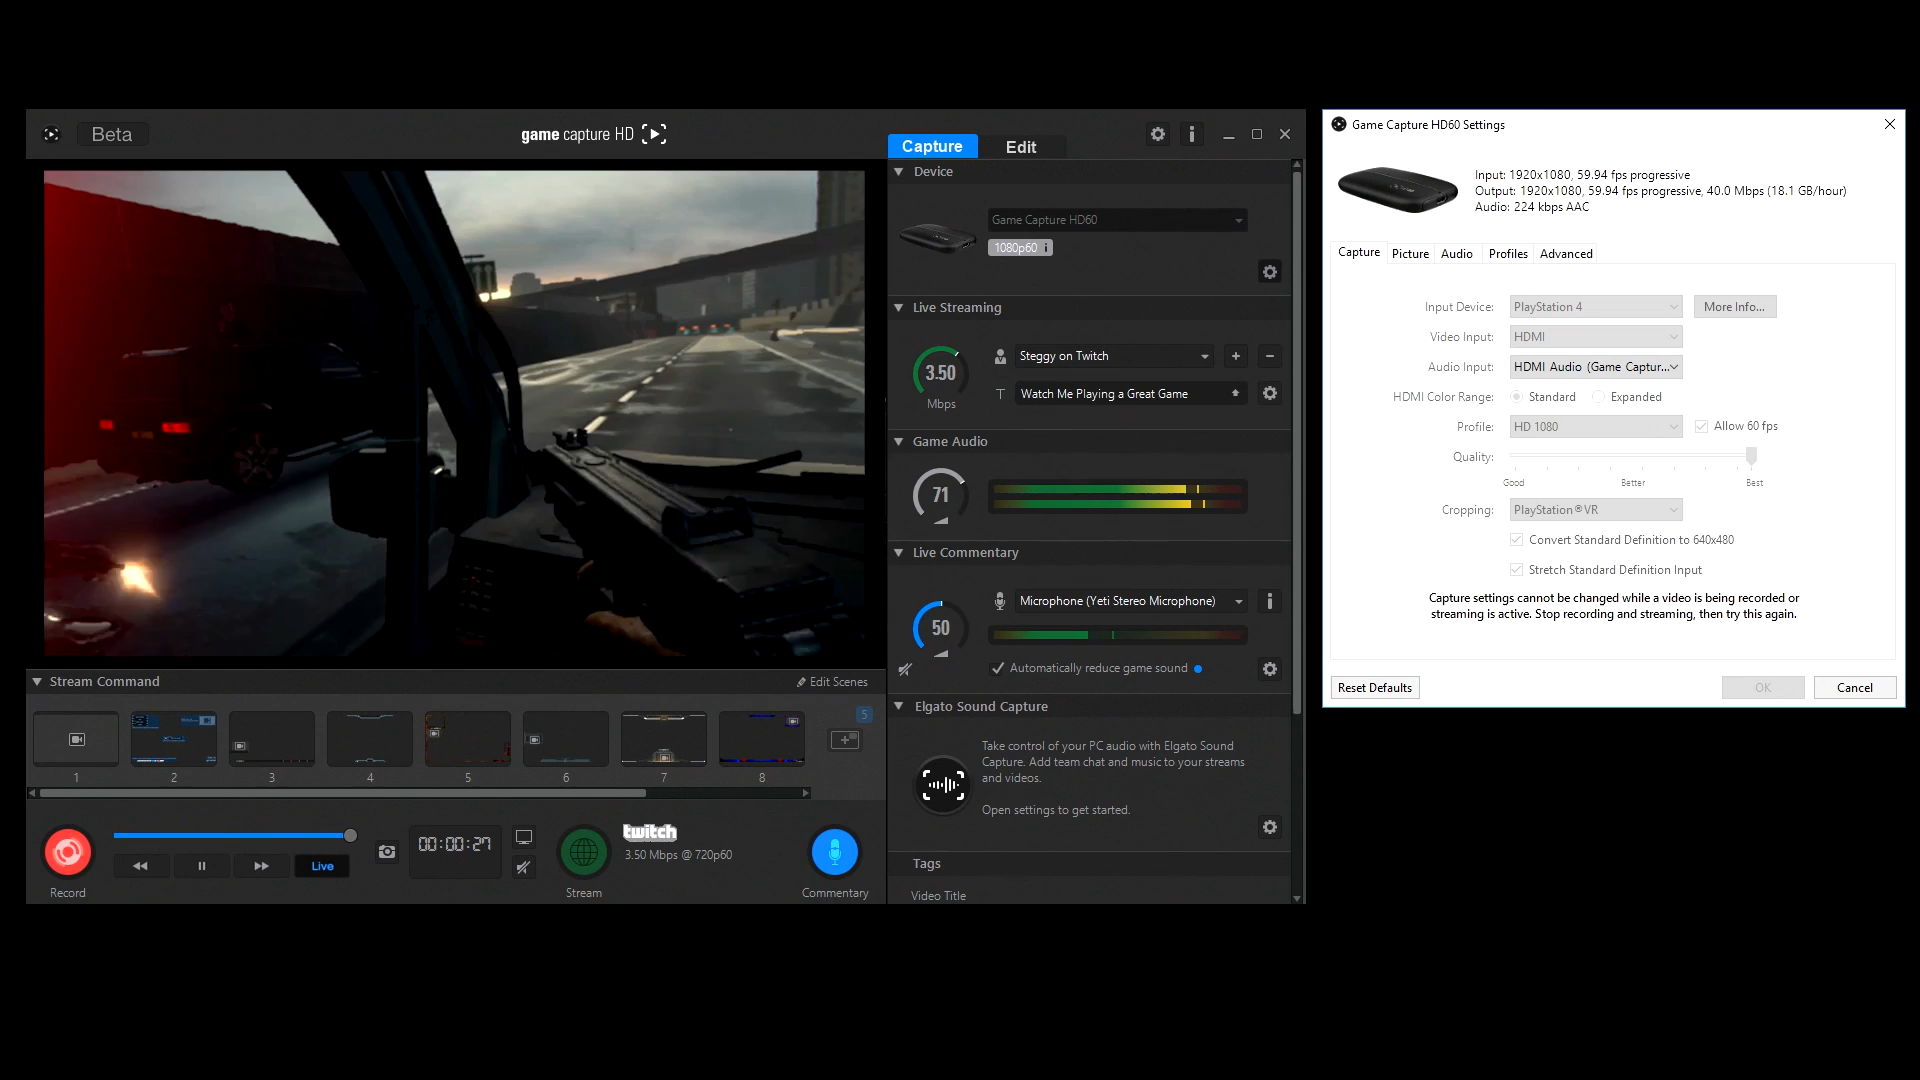 Beta
game capture HD
Capture
Edit
Device
Game Capture HD60
1080p60 i
Live Streaming
3.50
Mbps
Steggy on Twitch
T Watch Me Playing a Great Game
Game Audio
71
Live Commentary
50
Microphone (Yeti Stereo Microphone)
Automatically reduce game sound
Elgato Sound Capture
Take control of your PC audio with Elgato Sound
Capture. Add team chat and music to your streams
and videos.
Open settings to get started.
Tags
Video Title
Stream Command
Edit Scenes
5
1 2 3 4 5 6 7 8
Live
00:00:27
twitch
3.50 Mbps @ 720p60
Record
Stream
Commentary
Game Capture HD60 Settings
Input: 1920x1080, 59.94 fps progressive
Output: 1920x1080, 59.94 fps progressive, 40.0 Mbps (18.1 GB/hour)
Audio: 224 kbps AAC
Capture Picture Audio Profiles Advanced
Input Device: PlayStation 4 More Info...
Video Input: HDMI
Audio Input: HDMI Audio (Game Captur...
HDMI Color Range: Standard Expanded
Profile: HD 1080 Allow 60 fps
Quality:
Good Better Best
Cropping: PlayStation®VR
Convert Standard Definition to 640x480
Stretch Standard Definition Input
Capture settings cannot be changed while a video is being recorded or
streaming is active. Stop recording and streaming, then try this again.
Reset Defaults OK Cancel